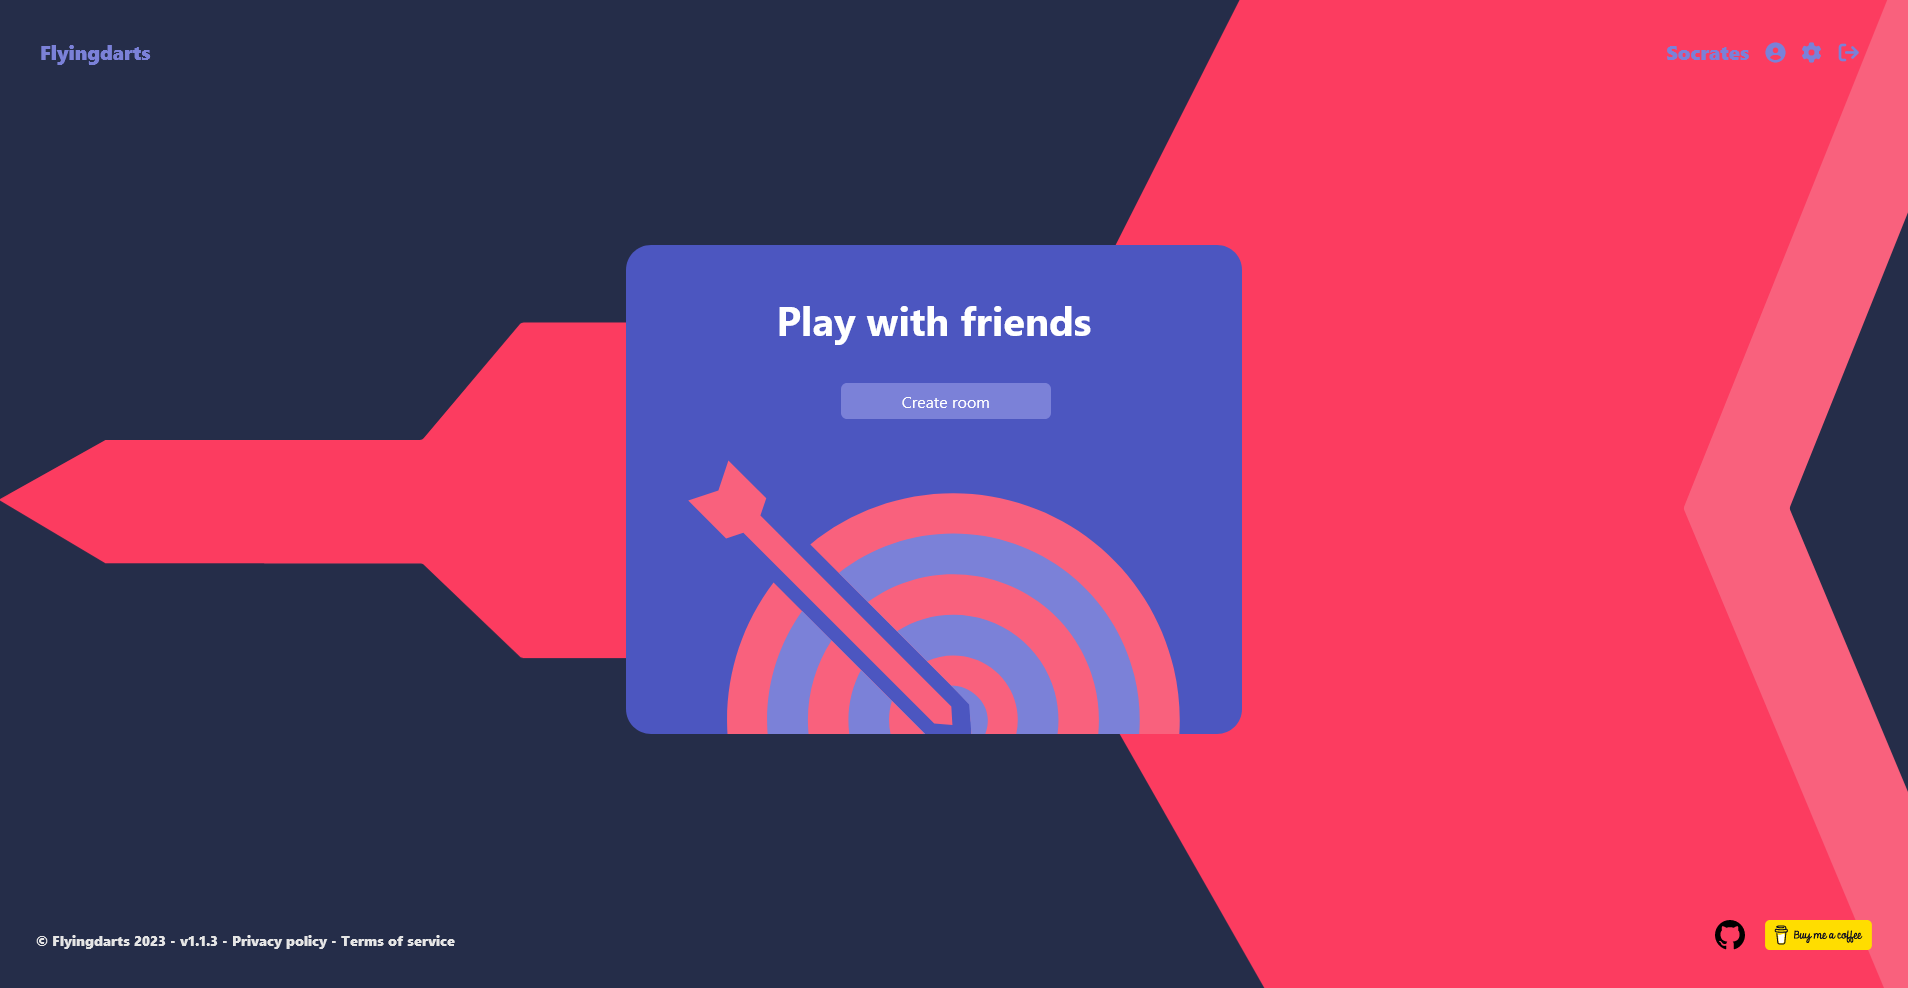 Flyingdarts
Socrates
Play with friends
Create room
© Flyingdarts 2023 - v1.1.3 - Privacy policy - Terms of service
Buy me a coffee